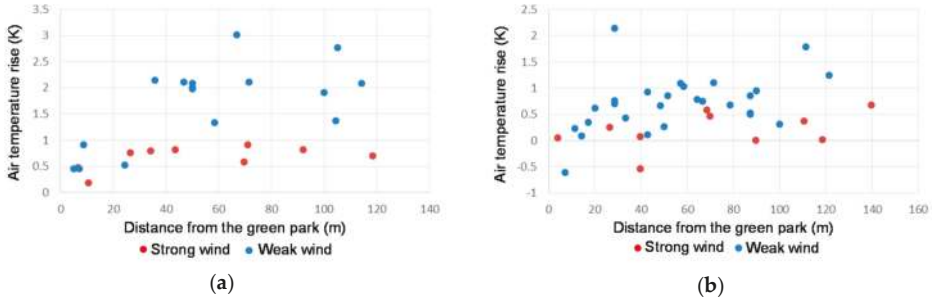 3.5
3
2.5
2
1.5
1
0.5
0
Air temperature rise (K)
0 20 40 60 80 100 120 140
Distance from the green park (m)
Strong wind Weak wind
(a)
2.5
2
1.5
1
0.5
0
-0.5
-1
Air temperature rise (K)
0 20 40 60 80 100 120 140 160
Distance from the green park (m)
Strong wind Weak wind
(b)